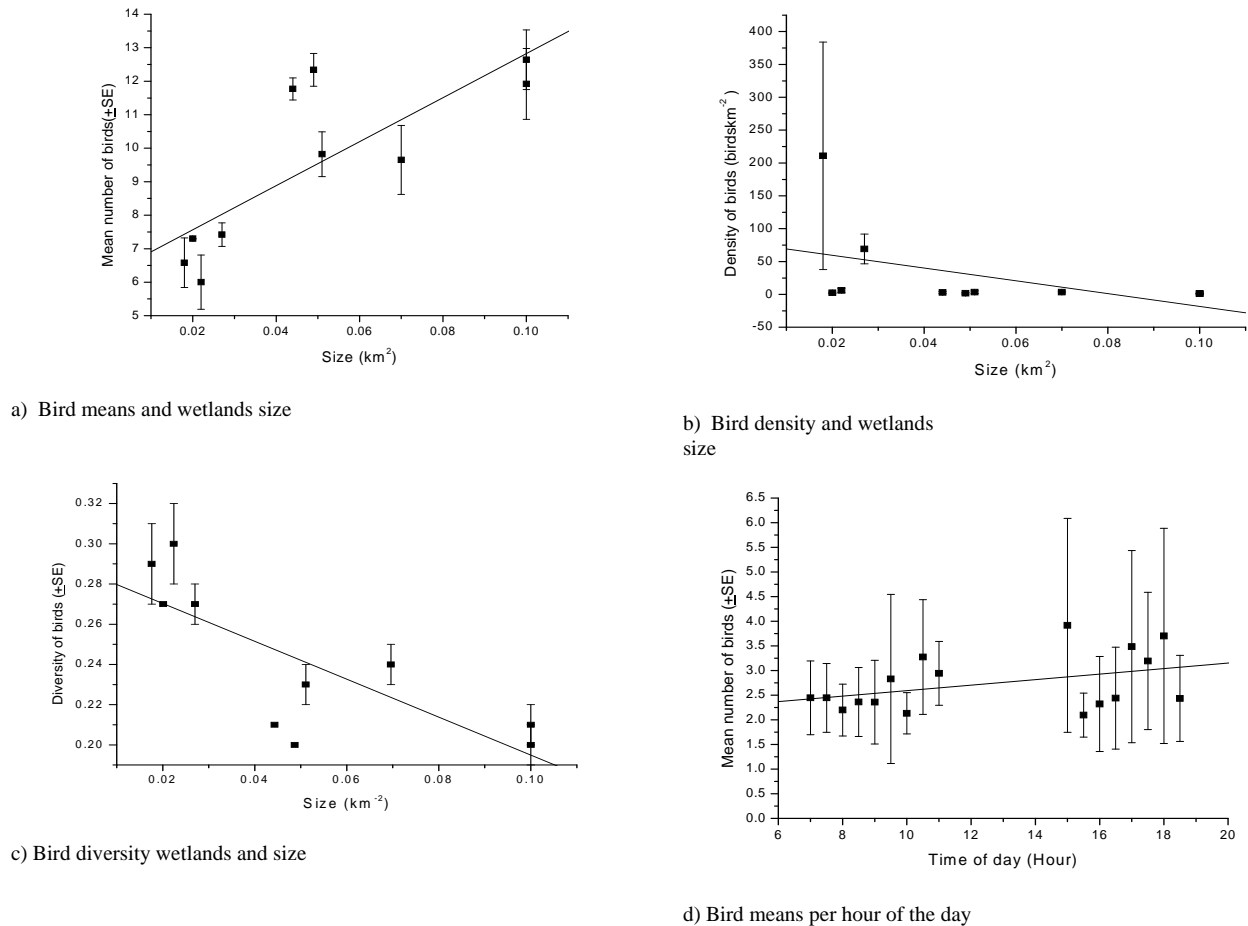 14
13
12
11
10
9
8
7
6
5
Mean number of birds(±SE)
0.02 0.04 0.06 0.08 0.10
Size (km²)
a) Bird means and wetlands size
400
350
300
250
200
150
100
50
0
-50
Density of birds (birdskm⁻²)
0.02 0.04 0.06 0.08 0.10
Size (km²)
b) Bird density and wetlands
size
0.32
0.30
0.28
0.26
0.24
0.22
0.20
Diversity of birds (±SE)
0.02 0.04 0.06 0.08 0.10
Size (km⁻²)
c) Bird diversity wetlands and size
6.5
6.0
5.5
5.0
4.5
4.0
3.5
3.0
2.5
2.0
1.5
1.0
0.5
0.0
Mean number of birds (±SE)
6 8 10 12 14 16 18 20
Time of day (Hour)
d) Bird means per hour of the day